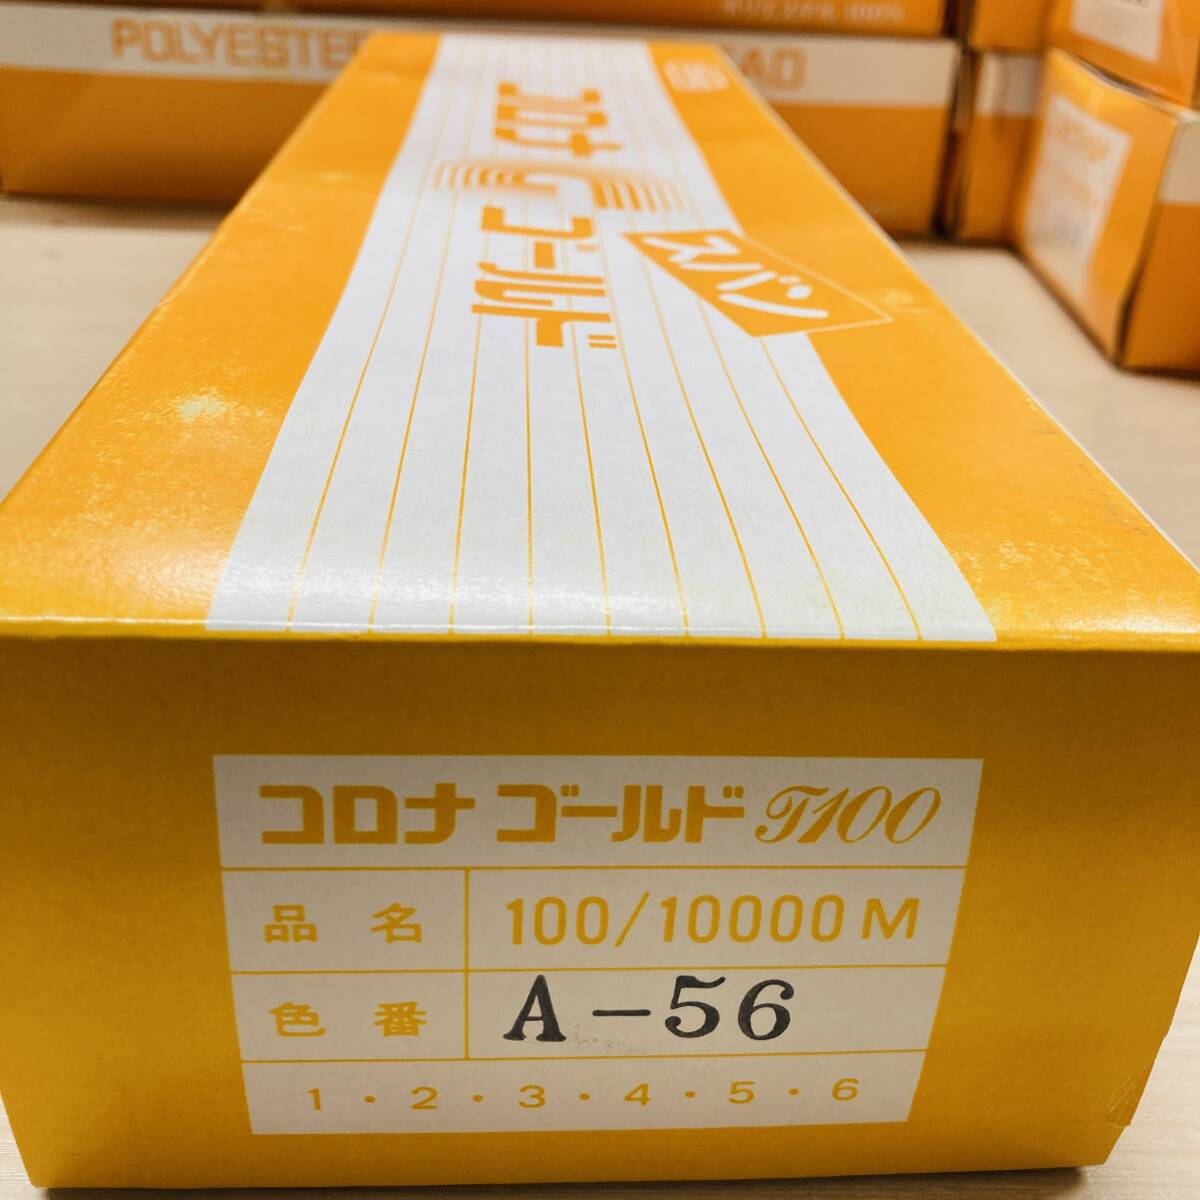 POLYESTER
コロナ
ゴールド
スパン
コロナ ゴールド T100
品名 100/10000M
色番 A-56
1・2・3・4・5・6